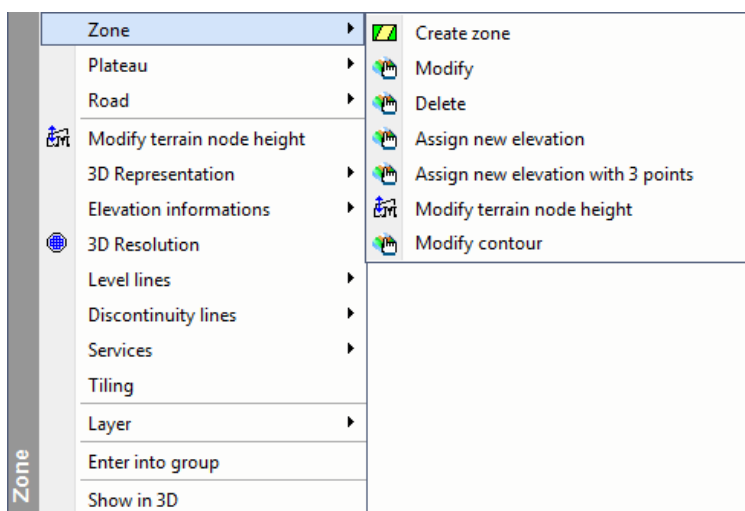 Zone
Plateau
Road
Modify terrain node height
3D Representation
Elevation informations
3D Resolution
Level lines
Discontinuity lines
Services
Tiling
Layer
Enter into group
Show in 3D
Zone
Create zone
Modify
Delete
Assign new elevation
Assign new elevation with 3 points
Modify terrain node height
Modify contour